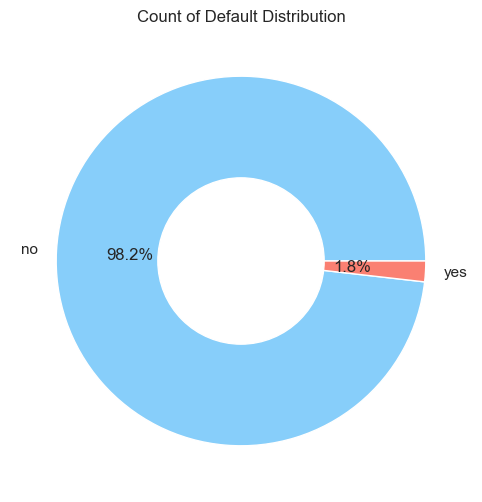 Count of Default Distribution
no
98.2%
1.8%
yes